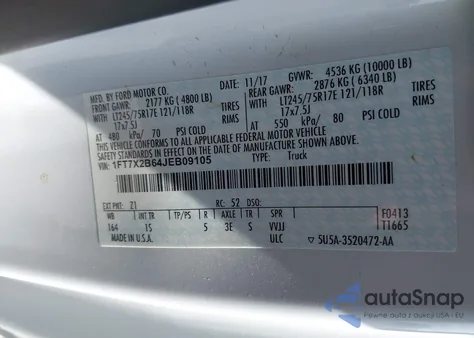 MFD. BY FORD MOTOR CO.
DATE: 11/17 GVWR: 4536 KG (10000 LB)
FRONT GAWR: 2177 KG (4800 LB)
REAR GAWR: 2876 KG (6340 LB)
LT245/75R17E 121/118R TIRES
LT245/75R17E 121/118R TIRES
17x7.5J
17x7.5J
AT 480 kPa/ 70 PSI COLD
AT 550 kPa/ 80 PSI COLD
THIS VEHICLE CONFORMS TO ALL APPLICABLE FEDERAL MOTOR VEHICLE
SAFETY STANDARDS IN EFFECT ON THE DATE OF MANUFACTURE SHOWN ABOVE.
VIN: 1FT7X2B64JEB09105
TYPE: Truck
EXT PNT: Z1 RC: 52 DSO:
WB INT TR TP/PS R AXLE TR SPR
164 1S 5 3E S VVJJ
MADE IN U.S.A. ULC
F0413
T1665
5U5A-3520472-AA
autoSnap
Pewne auto z USA i EU